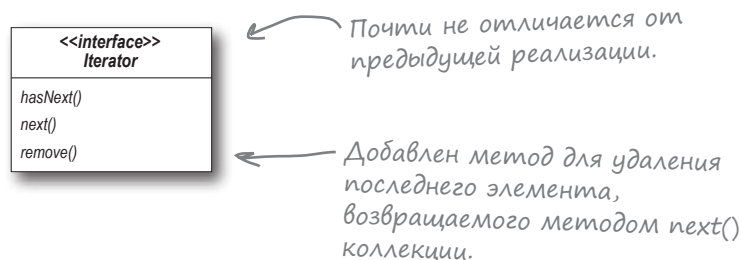 <<interface>>
Iterator
hasNext()
next()
remove()
Почти не отличается от
предыдущей реализации.
Добавлен метод для удаления
последнего элемента,
возвращаемого методом next()
коллекции.